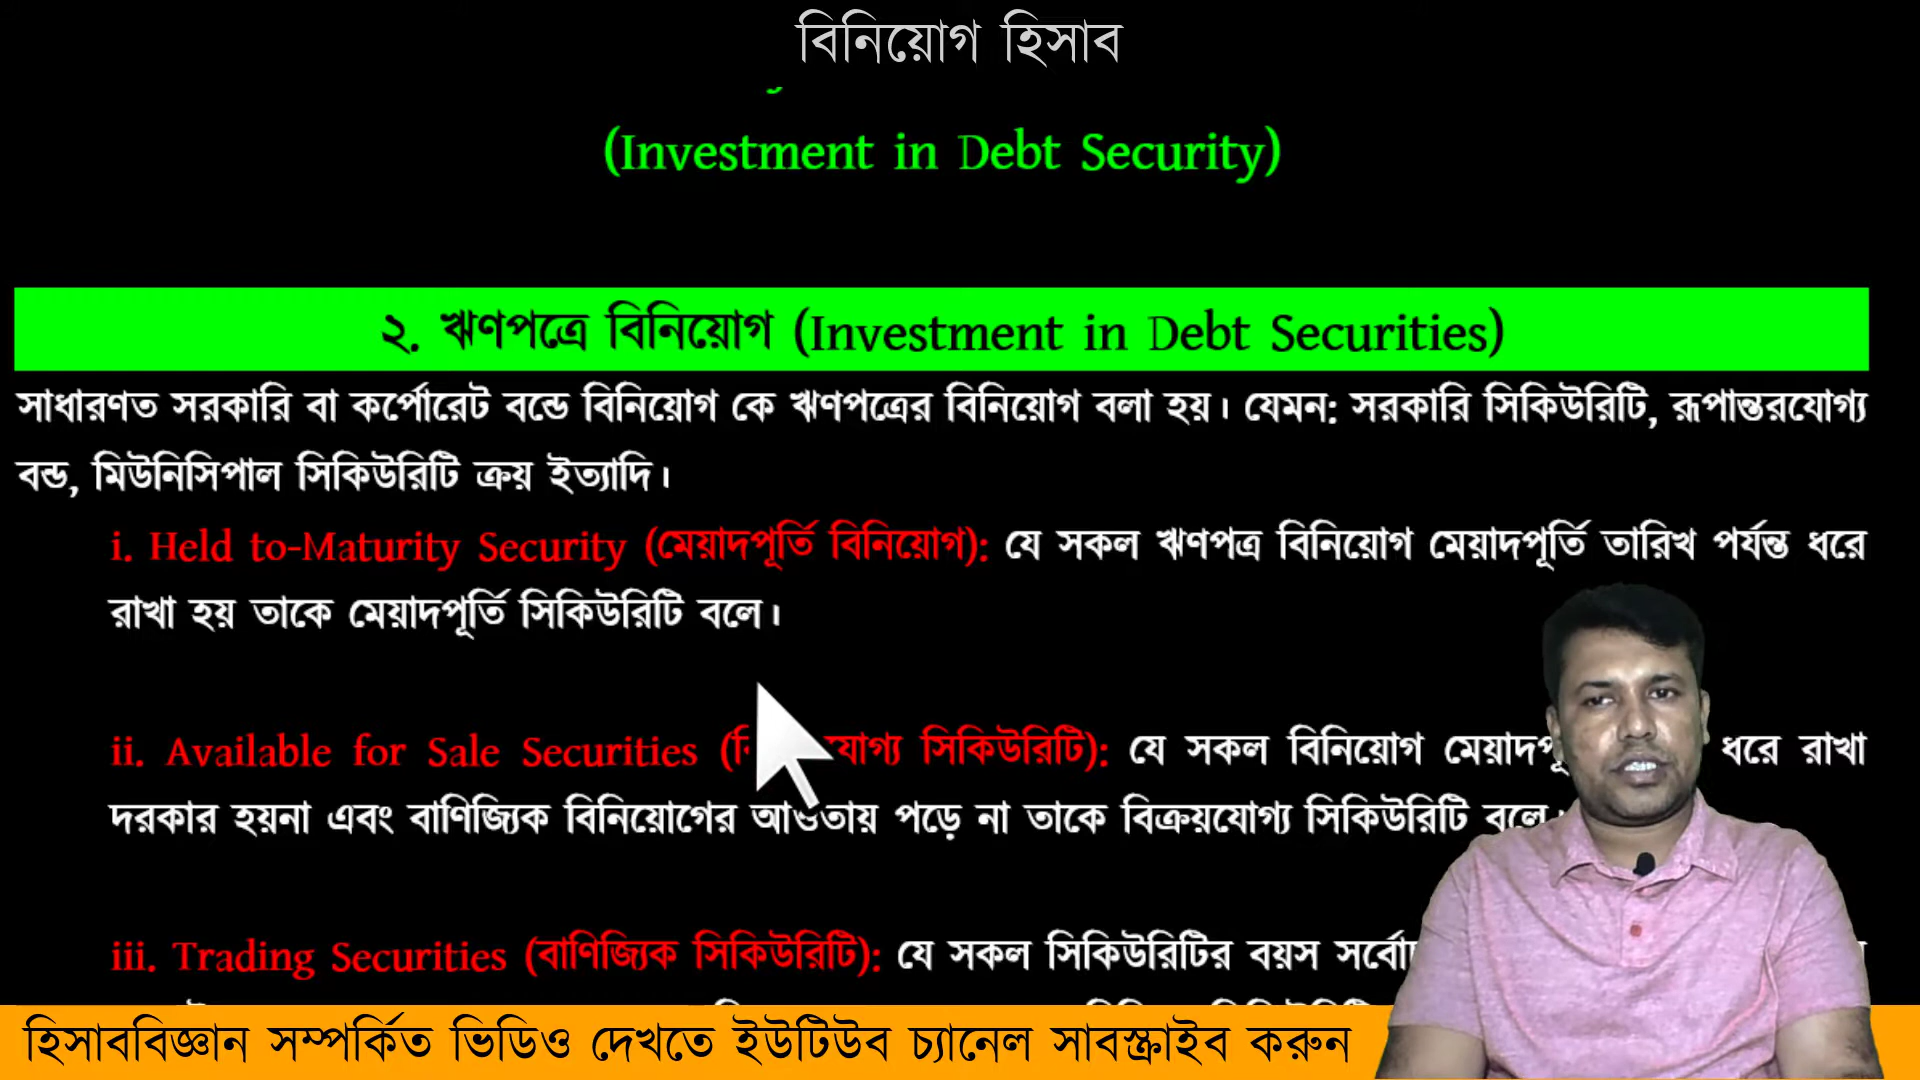 বিনিয়োগ হিসাব
(Investment in Debt Security)
২. ঋণপত্রে বিনিয়োগ (Investment in Debt Securities)
সাধারণত সরকারি বা কর্পোরেট বন্ডে বিনিয়োগ কে ঋণপত্রের বিনিয়োগ বলা হয়। যেমন: সরকারি সিকিউরিটি, রূপান্তরযোগ্য
বন্ড, মিউনিসিপাল সিকিউরিটি ক্রয় ইত্যাদি।
i. Held to-Maturity Security (মেয়াদপূর্তি বিনিয়োগ): যে সকল ঋণপত্র বিনিয়োগ মেয়াদপূর্তি তারিখ পর্যন্ত ধরে
রাখা হয় তাকে মেয়াদপূর্তি সিকিউরিটি বলে।
ii. Available for Sale Securities সিকিউরিটি): যে সকল বিনিয়োগ ধরে রাখা
দরকার হয়না এবং বাণিজ্যিক বিনিয়োগের আওতায় পড়ে না তাকে বিক্রয়যোগ্য সিকিউরিটি বলে।
iii. Trading Securities (বাণিজ্যিক সিকিউরিটি): যে সকল সিকিউরিটির বয়স
হিসাববিজ্ঞান সম্পর্কিত ভিডিও দেখতে ইউটিউব চ্যানেল সাবস্ক্রাইব করুন